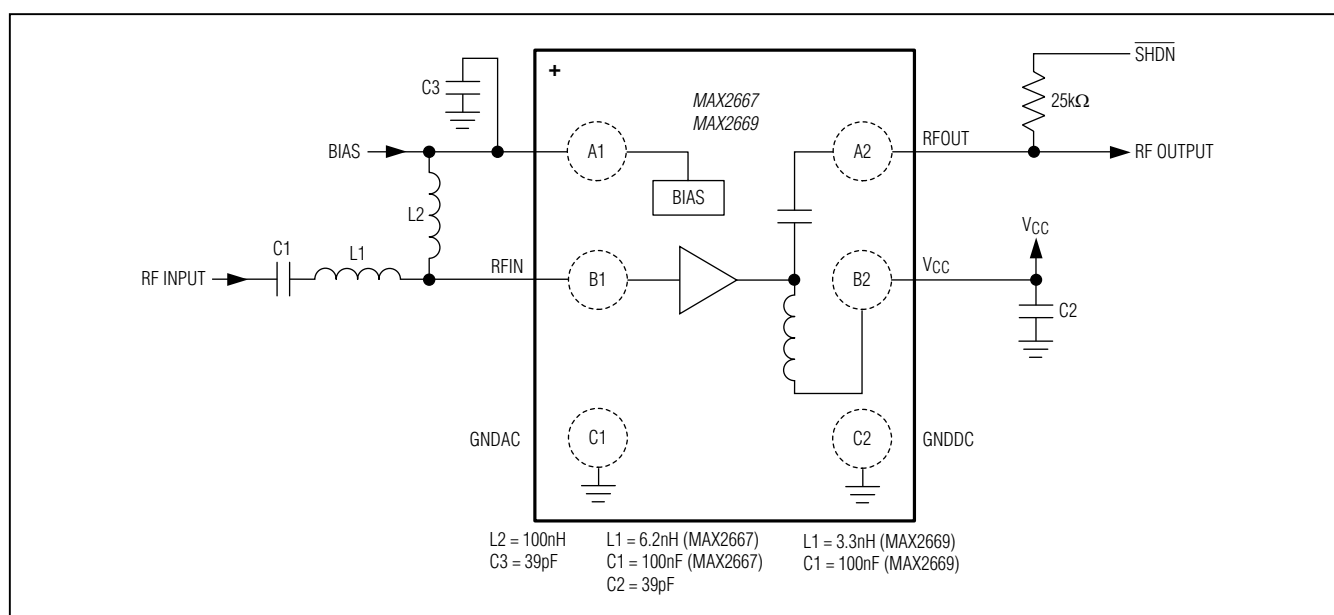 +
C3
MAX2667
MAX2669
SHDN
25kΩ
BIAS
A1
A2
RFOUT
RF OUTPUT
BIAS
L2
VCC
C1
L1
RF INPUT
RFIN
B1
B2
VCC
C2
GNDAC
C1
C2
GNDDC
L2 = 100nH
C3 = 39pF
L1 = 6.2nH (MAX2667)
C1 = 100nF (MAX2667)
C2 = 39pF
L1 = 3.3nH (MAX2669)
C1 = 100nF (MAX2669)